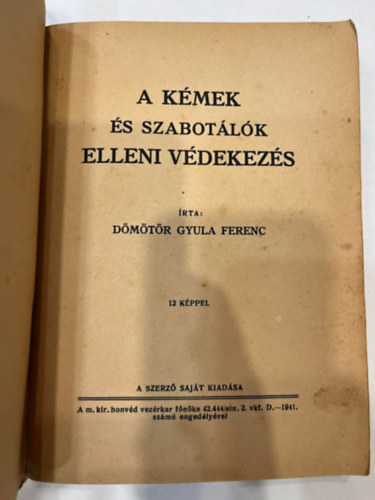 A KÉMEK
ÉS SZABOTÁLÓK
ELLENI VÉDEKEZÉS
ÍRTA:
DŐMŐTŐR GYULA FERENC
12 KÉPPEL
A SZERZŐ SAJÁT KIADÁSA
A m. kir. honvéd vezérkar főnöke 42.444/eln. 2. vkf. D.—1941.
számú engedélyével